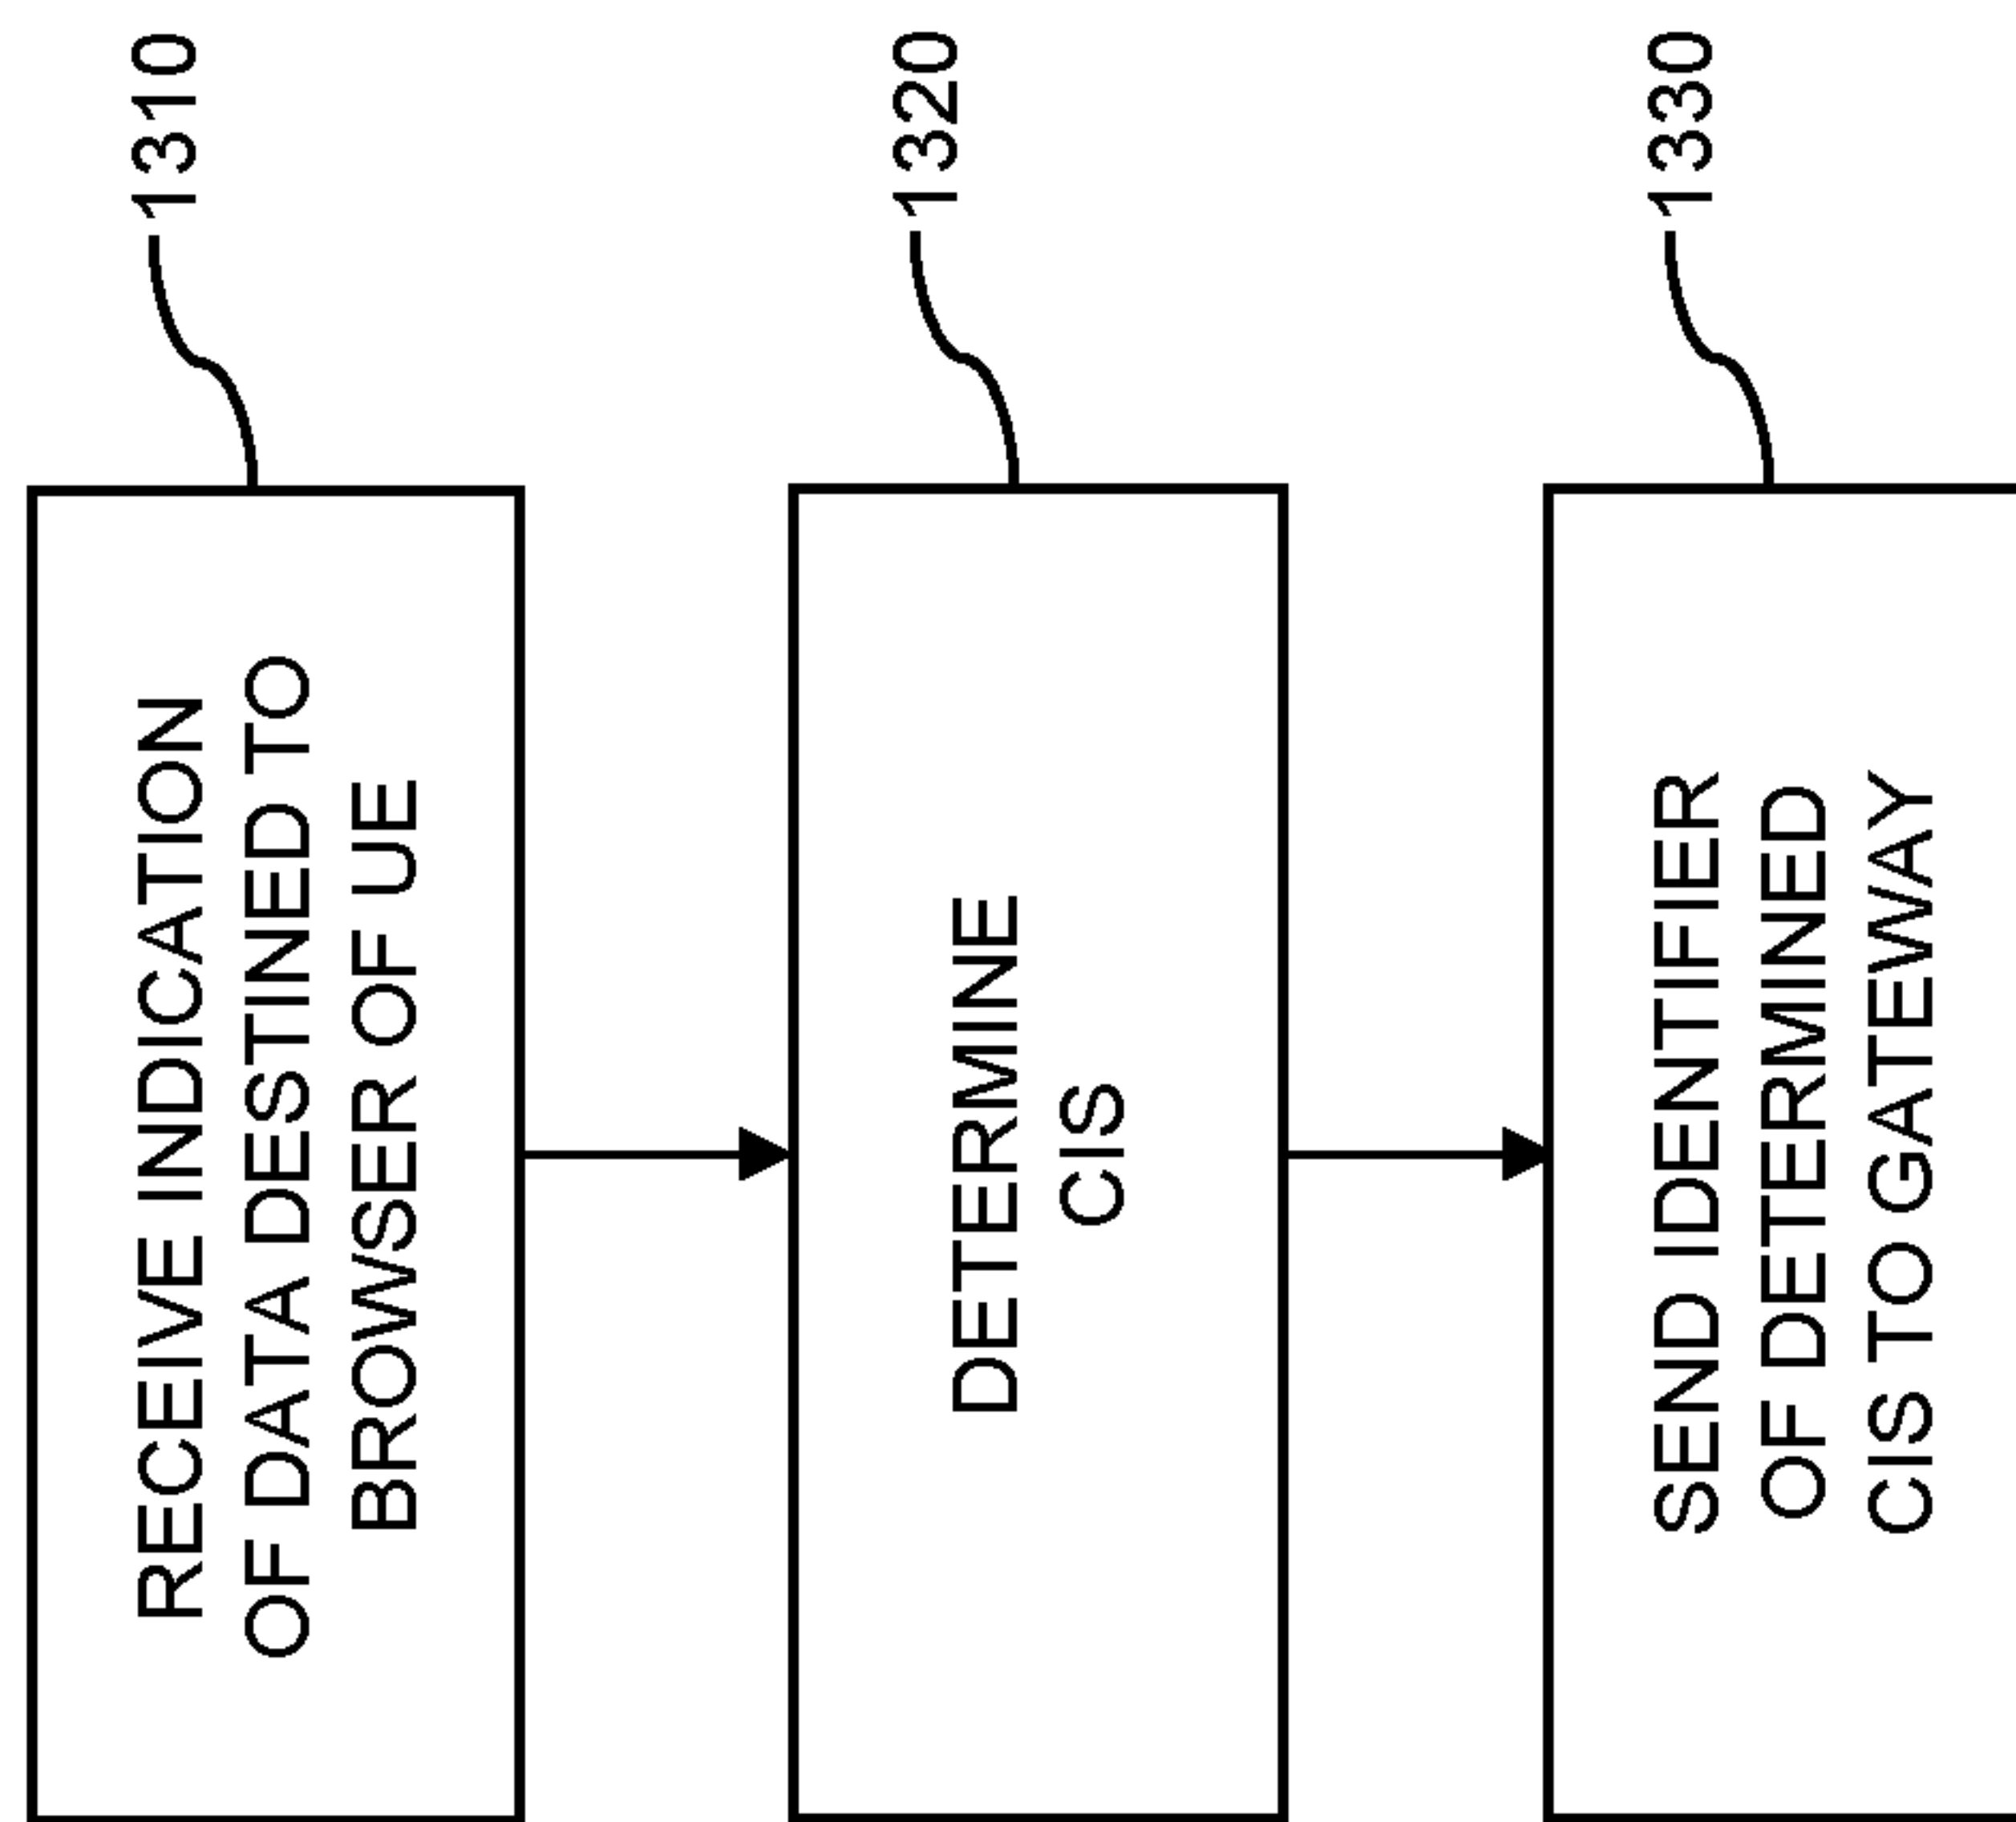 1310
RECEIVE INDICATION
OF DATA DESTINED TO
BROWSER OF UE
1320
DETERMINE
CIS
1330
SEND IDENTIFIER
OF DETERMINED
CIS TO GATEWAY